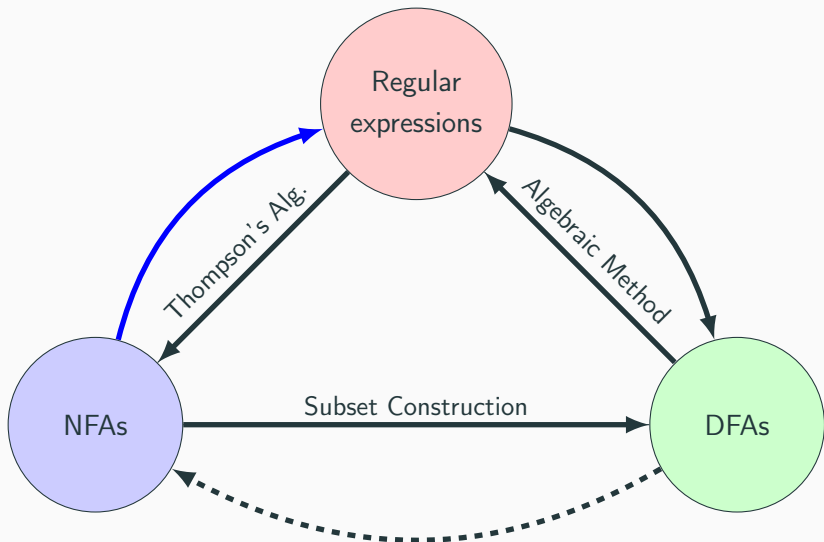 Regular
expressions
Thompson's Alg.
Algebraic Method
NFAs
Subset Construction
DFAs